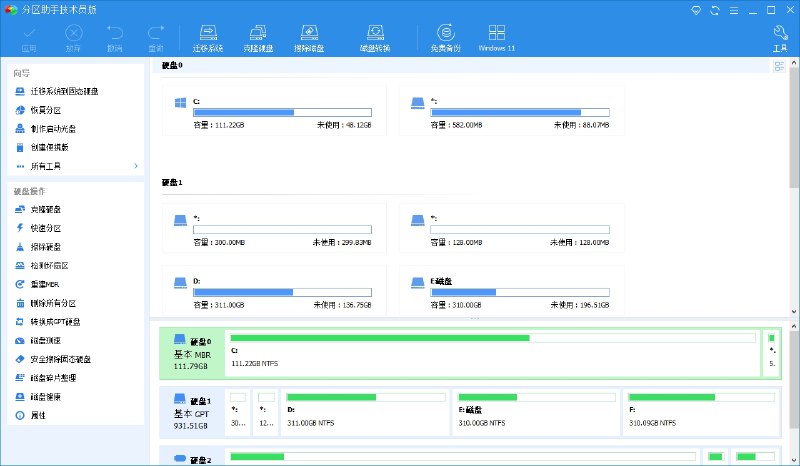 分区助手技术员版
应用 放弃 撤消 重做 迁移系统 克隆硬盘 擦除磁盘 磁盘转换 免费备份 Windows 11 工具
向导
迁移系统到固态硬盘
恢复分区
制作启动光盘
创建便携版
所有工具
硬盘操作
克隆硬盘
快速分区
擦除硬盘
检测坏扇区
重建MBR
删除所有分区
转换成GPT硬盘
磁盘测速
安全擦除固态硬盘
磁盘碎片整理
磁盘健康
属性
硬盘0
C:
容量：111.22GB 未使用：48.12GB
*:
容量：582.00MB 未使用：88.07MB
硬盘1
*:
容量：300.00MB 未使用：299.83MB
*:
容量：128.00MB 未使用：128.00MB
D:
容量：311.00GB 未使用：136.75GB
E:磁盘
容量：310.00GB 未使用：196.51GB
硬盘0
基本 MBR
111.79GB
C:
111.22GB NTFS
*:
5.
硬盘1
基本 GPT
931.51GB
*:
30...
*:
12...
D:
311.00GB NTFS
E:磁盘
310.00GB NTFS
F:
310.09GB NTFS
硬盘2